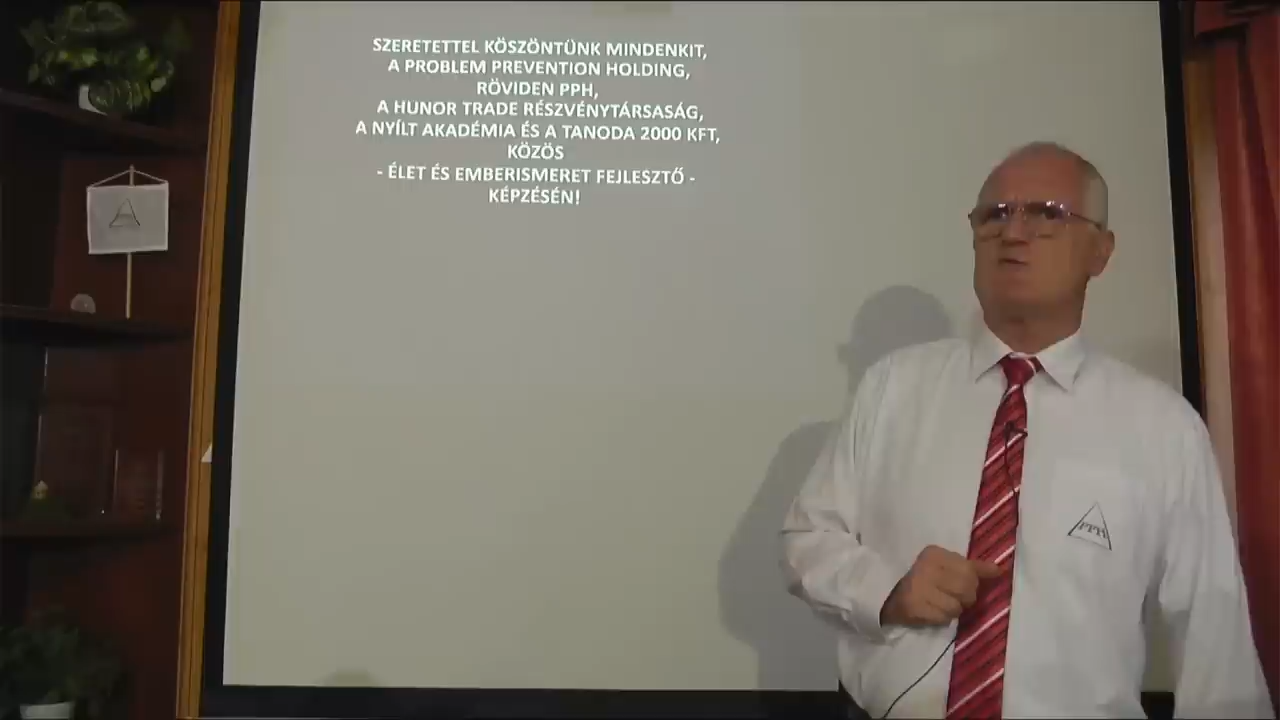 SZERETETTEL KÖSZÖNTÜNK MINDENKIT,
A PROBLEM PREVENTION HOLDING,
RÖVIDEN PPH,
A HUNOR TRADE RÉSZVÉNYTÁRSASÁG,
A NYÍLT AKADÉMIA ÉS A TANODA 2000 KFT,
KÖZÖS
- ÉLET ÉS EMBERISMERET FEJLESZTŐ -
KÉPZÉSÉN!
PPH